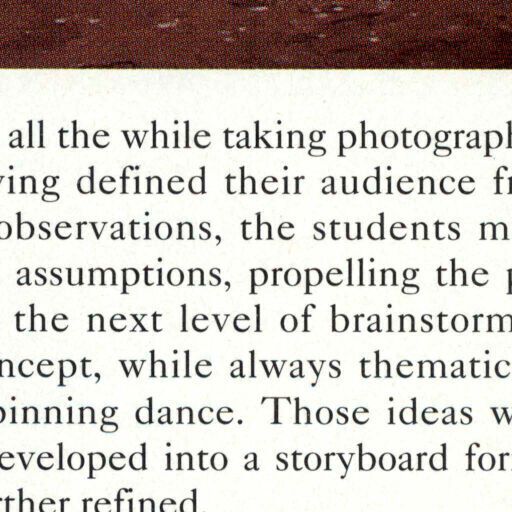 all the while taking photograph
ving defined their audience fr
observations, the students m
assumptions, propelling the p
the next level of brainstorm
ncept, while always thematic
pinning dance. Those ideas w
eveloped into a storyboard for
rther refined.